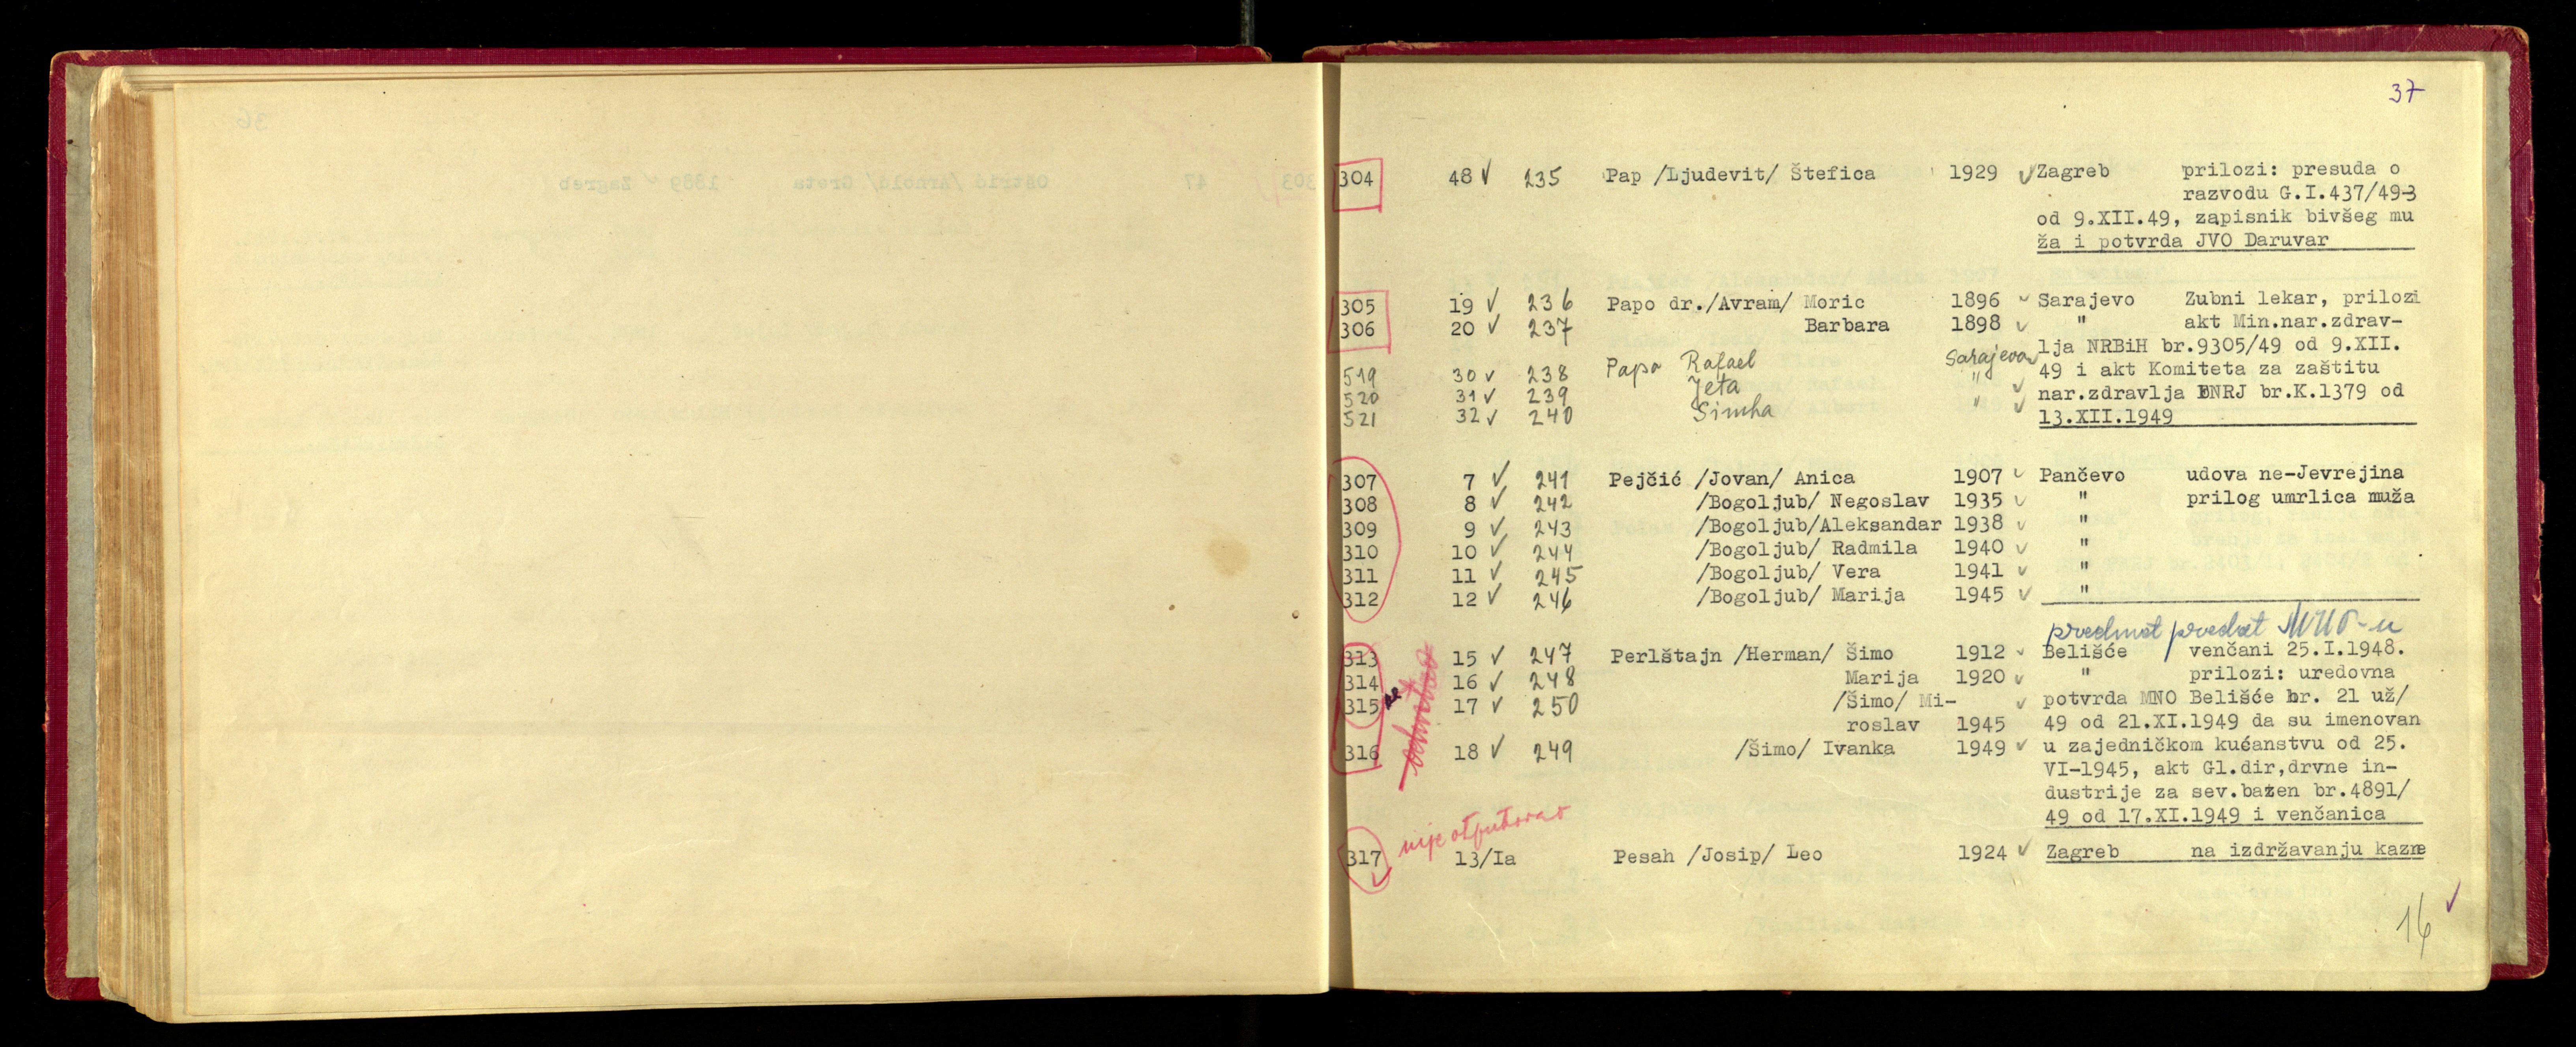 37
304 48 ✓ 235 Pap /Ljudevit/ Štefica 1929 ✓ Zagreb prilozi: presuda o
razvodu G.I.437/49-3
od 9.XII.49, zapisnik bivšeg mu
ža i potvrda JVO Daruvar
305 19 ✓ 236 Papo dr./Avram/ Moric 1896 ✓ Sarajevo Zubni lekar, prilozi
306 20 ✓ 237 Barbara 1898 ✓ " akt Min.nar.zdrav-
lja NRBiH br.9305/49 od 9.XII.
519 30 ✓ 238 Papo Rafael Sarajevo ✓ 49 i akt Komiteta za zaštitu
520 31 ✓ 239 Jeta " ✓ nar.zdravlja FNRJ br.K.1379 od
521 32 ✓ 240 Simha " ✓ 13.XII.1949
307 7 ✓ 241 Pejčić /Jovan/ Anica 1907 ✓ Pančevo udova ne-Jevrejina
308 8 ✓ 242 /Bogoljub/ Negoslav 1935 ✓ " prilog umrlica muža
309 9 ✓ 243 /Bogoljub/Aleksandar 1938 ✓ "
310 10 ✓ 244 /Bogoljub/ Radmila 1940 ✓ "
311 11 ✓ 245 /Bogoljub/ Vera 1941 ✓ "
312 12 ✓ 246 /Bogoljub/ Marija 1945 ✓ "
predmet predat MUP-u
313 15 ✓ 247 Perlštajn /Herman/ Šimo 1912 ✓ Belišće venčani 25.I.1948.
314 16 ✓ 248 Marija 1920 ✓ " prilozi: uredovna
315 17 ✓ 250 /Šimo/ Mi- ✓ potvrda MNO Belišće br. 21 už/
roslav 1945 49 od 21.XI.1949 da su imenovan
316 18 ✓ 249 /Šimo/ Ivanka 1949 ✓ u zajedničkom kućanstvu od 25.
VI-1945, akt Gl.dir,drvne in-
dustrije za sev.bazen br.4891/
49 od 17.XI.1949 i venčanica
nije otputovao
317 13/Ia Pesah /Josip/ Leo 1924 ✓ Zagreb na izdržavanju kazne
16 ✓